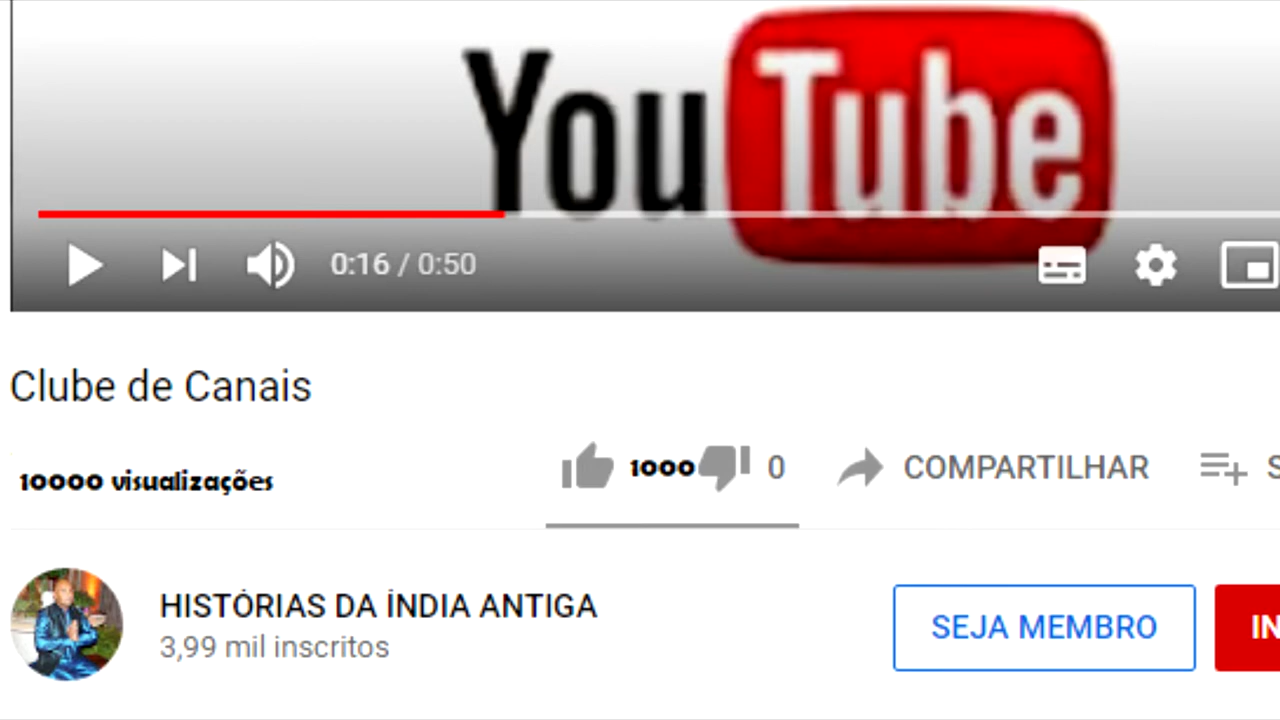 YouTube
0:16 / 0:50
Clube de Canais
10000 visualizações
1000 0 COMPARTILHAR S
HISTÓRIAS DA ÍNDIA ANTIGA
3,99 mil inscritos
SEJA MEMBRO IN